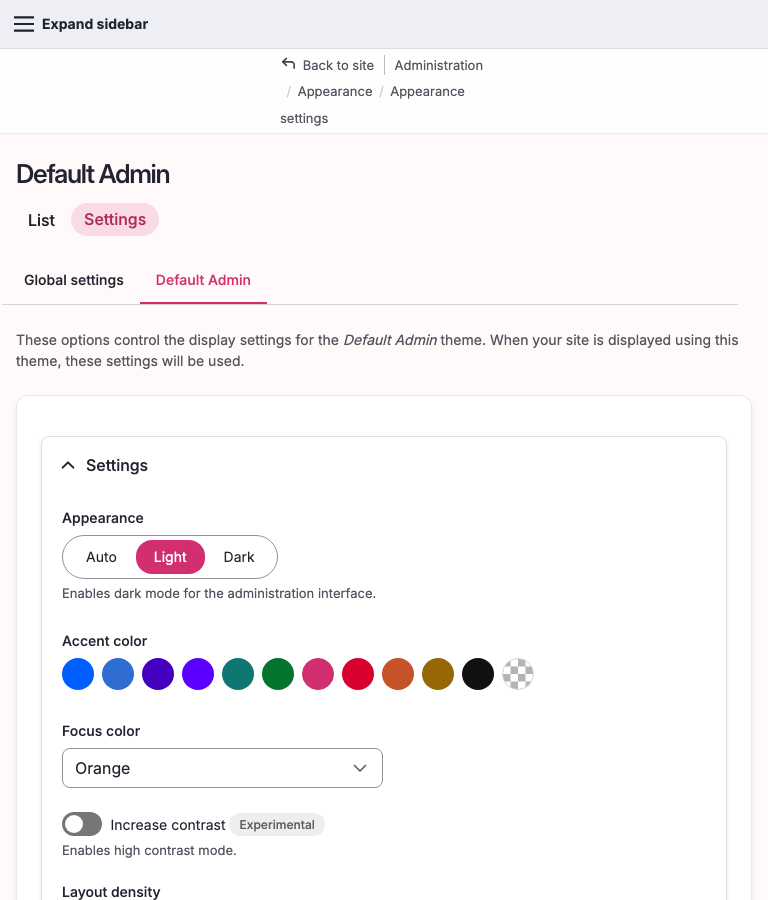 Expand sidebar
Back to site Administration
/ Appearance / Appearance
settings
Default Admin
List Settings
Global settings Default Admin
These options control the display settings for the Default Admin theme. When your site is displayed using this
theme, these settings will be used.
Settings
Appearance
Auto Light Dark
Enables dark mode for the administration interface.
Accent color
Focus color
Orange
Increase contrast Experimental
Enables high contrast mode.
Layout density